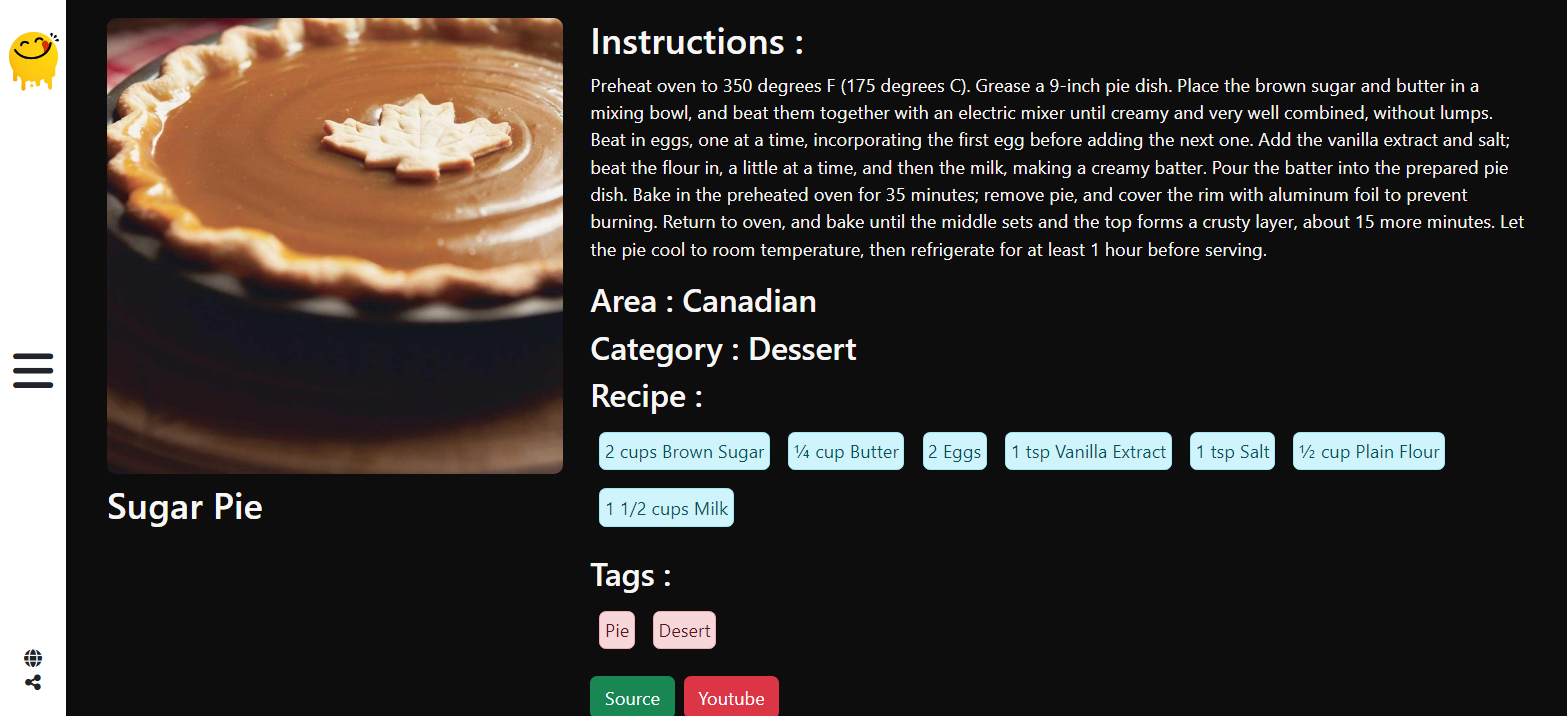 Instructions :
Preheat oven to 350 degrees F (175 degrees C). Grease a 9-inch pie dish. Place the brown sugar and butter in a
mixing bowl, and beat them together with an electric mixer until creamy and very well combined, without lumps.
Beat in eggs, one at a time, incorporating the first egg before adding the next one. Add the vanilla extract and salt;
beat the flour in, a little at a time, and then the milk, making a creamy batter. Pour the batter into the prepared pie
dish. Bake in the preheated oven for 35 minutes; remove pie, and cover the rim with aluminum foil to prevent
burning. Return to oven, and bake until the middle sets and the top forms a crusty layer, about 15 more minutes. Let
the pie cool to room temperature, then refrigerate for at least 1 hour before serving.
Area : Canadian
Category : Dessert
Recipe :
2 cups Brown Sugar ¼ cup Butter 2 Eggs 1 tsp Vanilla Extract 1 tsp Salt ½ cup Plain Flour
1 1/2 cups Milk
Sugar Pie
Tags :
Pie Desert
Source Youtube